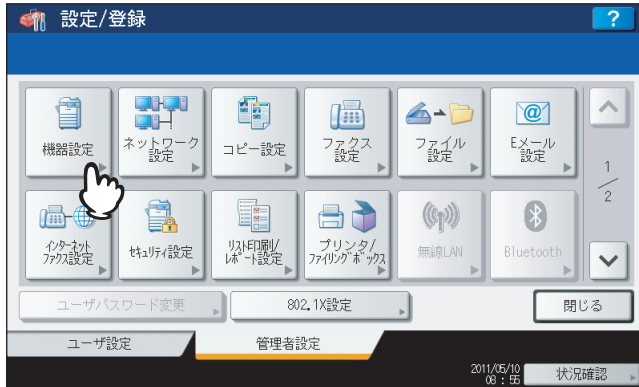 設定/登録
?
機器設定
ネットワーク
設定
コピー設定
ファクス
設定
ファイル
設定
@
Eメール
設定
1
2
インターネット
ファクス設定
セキュリティ設定
リスト印刷/
レポート設定
プリンタ/
ファイリングボックス
無線LAN
Bluetooth
ユーザパスワード変更
802.1X設定
閉じる
ユーザ設定
管理者設定
2011/05/10
08:56
状況確認